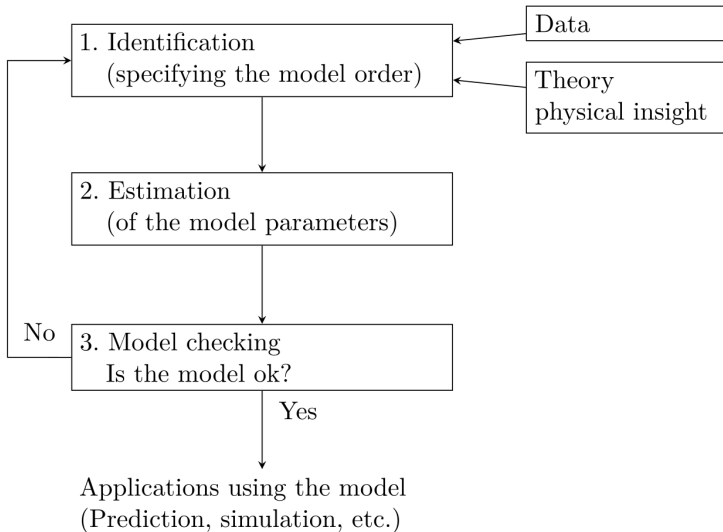 1. Identification
(specifying the model order)
Data
Theory
physical insight
2. Estimation
(of the model parameters)
No
3. Model checking
Is the model ok?
Yes
Applications using the model
(Prediction, simulation, etc.)